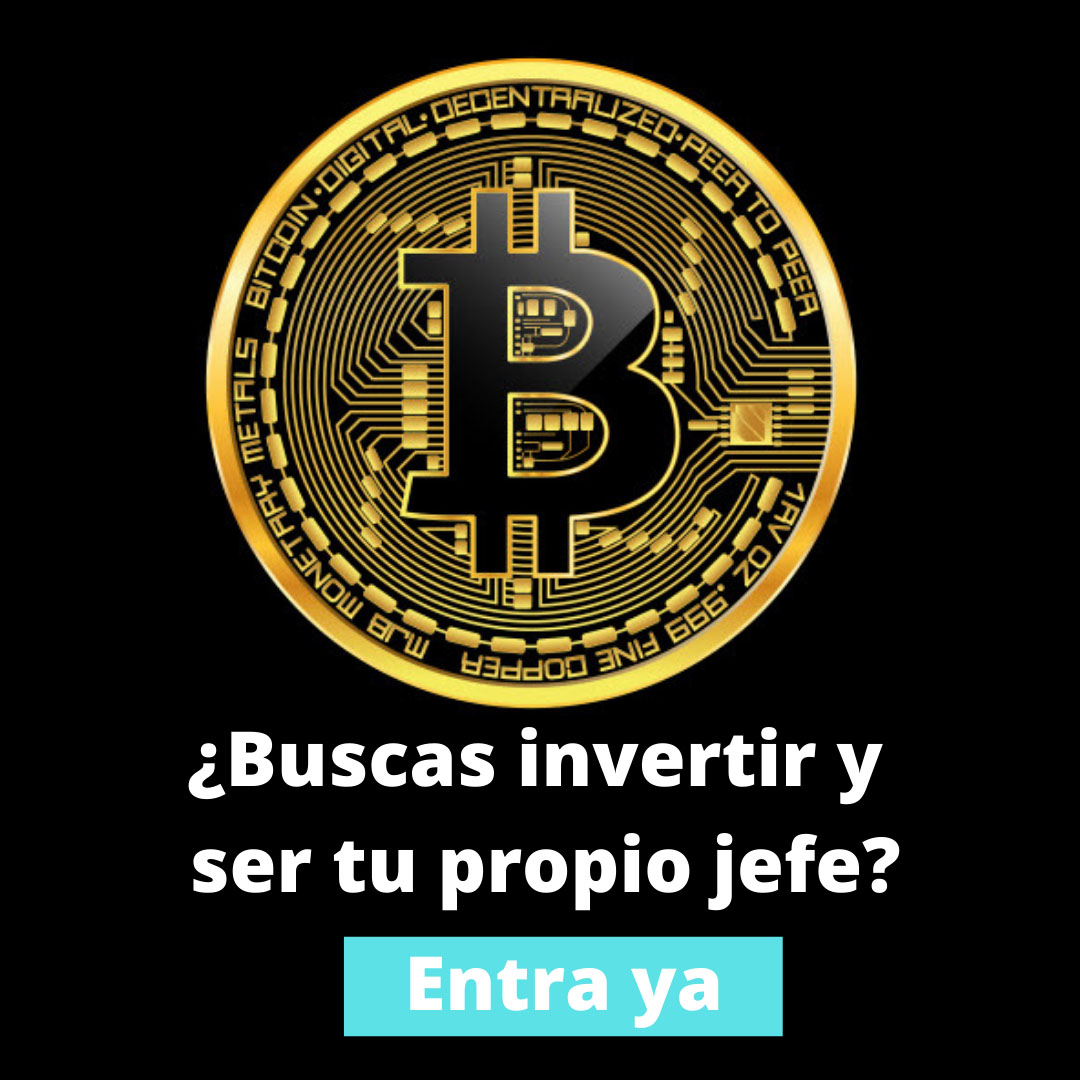 BITCOIN • DIGITAL • DECENTRALIZED • PEER TO PEER
1 AV OZ .999 FINE COPPER
MJB MONETARY METALS
¿Buscas invertir y
ser tu propio jefe?
Entra ya